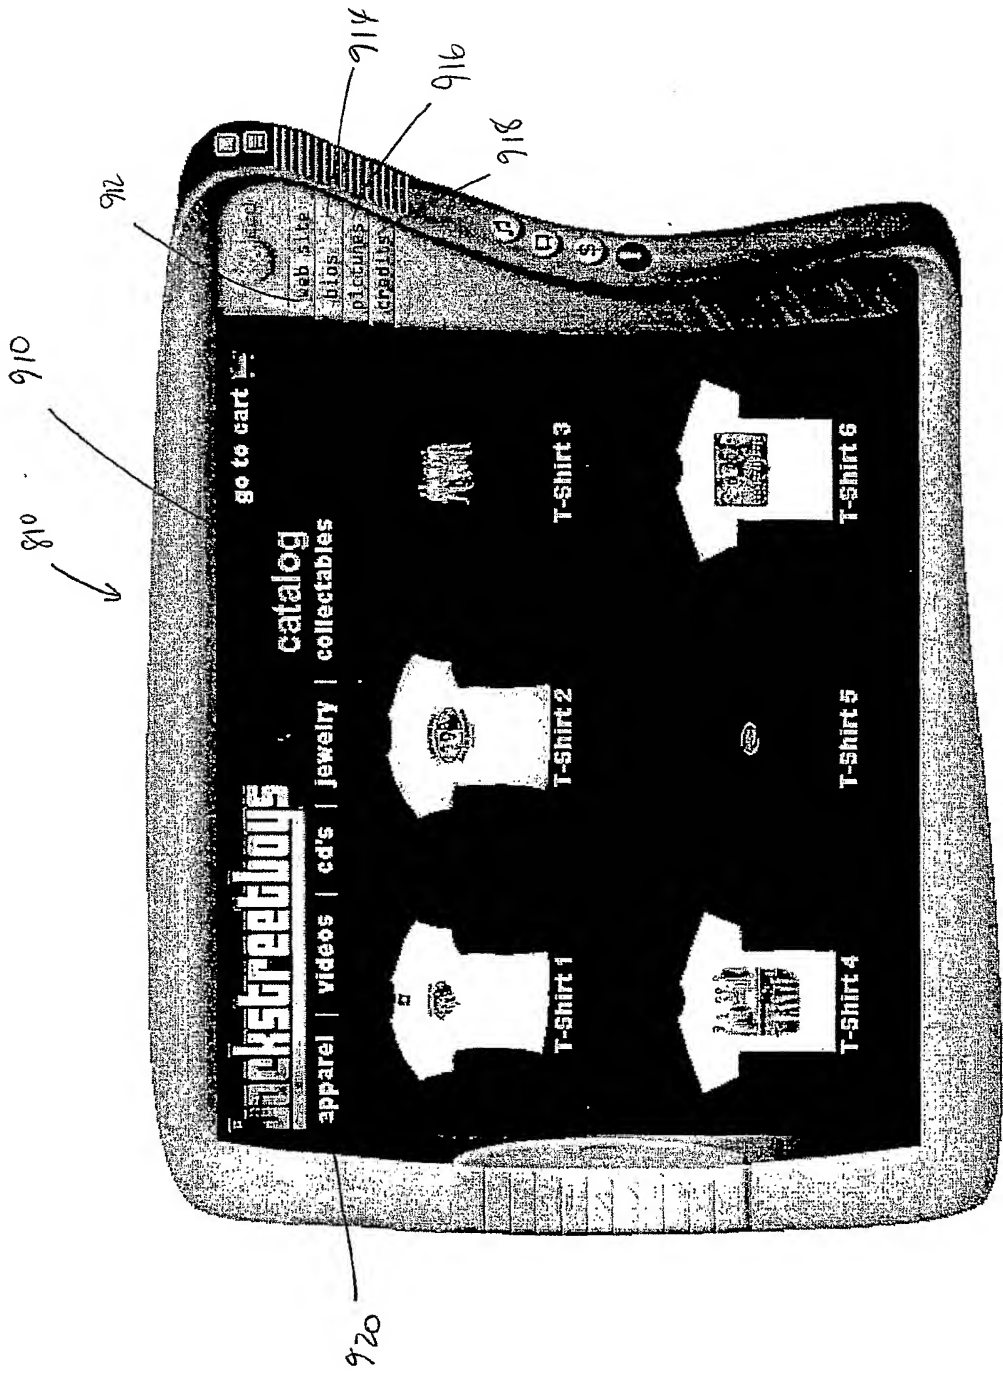 810
910
912
914
916
918
920
backstreetboys
catalog
go to cart
apparel | videos | cd's | jewelry | collectables
web site
bios
pictures
credits
T-Shirt 1
T-Shirt 2
T-Shirt 3
T-Shirt 4
T-Shirt 5
T-Shirt 6
$
i